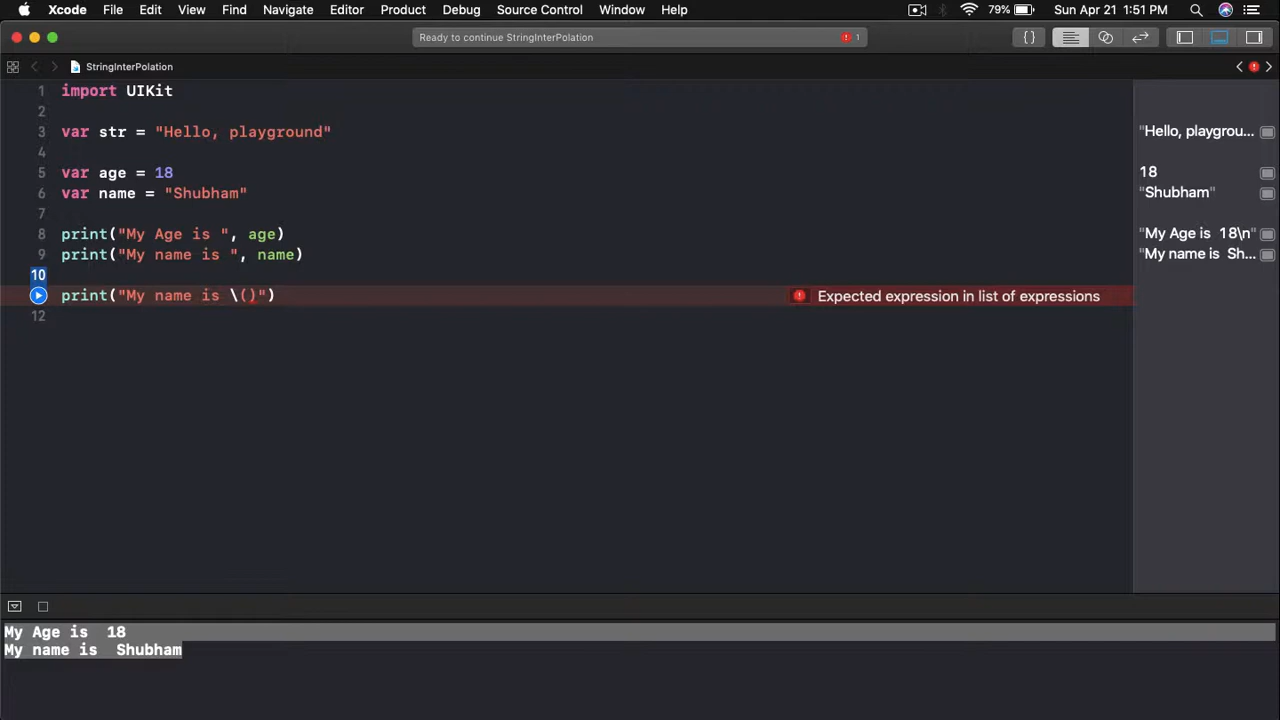 Xcode File Edit View Find Navigate Editor Product Debug Source Control Window Help 79% Sun Apr 21 1:51 PM
Ready to continue StringInterPolation 1
StringInterPolation
1 import UIKit
2
3 var str = "Hello, playground" "Hello, playgrou...
4
5 var age = 18 18
6 var name = "Shubham" "Shubham"
7
8 print("My Age is ", age) "My Age is  18\n"
9 print("My name is ", name) "My name is  Sh...
10
print("My name is \()") Expected expression in list of expressions
12
My Age is  18
My name is  Shubham